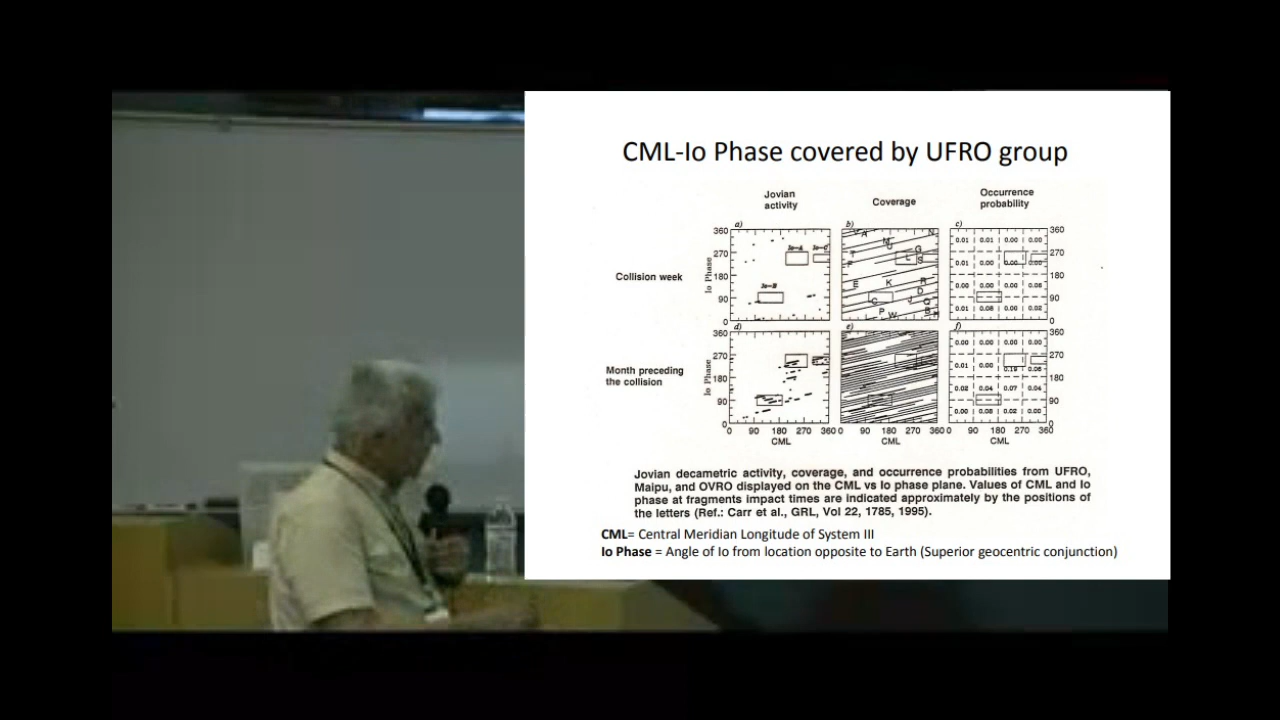 CML-Io Phase covered by UFRO group
Jovian
activity
Coverage
Occurrence
probability
a)
b)
c)
Collision week
Io Phase
360
270
180
90
0
Io-A
Io-C
Io-B
A
N
M
G
T
L
S
F
E
K
R
D
C
J
Q
P
W
B
0.01 0.01 0.00 0.00
0.01 0.01 0.00 0.00
0.00 0.00 0.00
0.01 0.00 0.02
360
270
180
90
0
d)
e)
f)
Month preceding
the collision
Io Phase
360
270
180
90
0
0.00 0.00 0.00 0.00
0.01 0.00 0.19 0.06
0.02 0.04 0.07 0.04
0.00 0.08 0.02 0.00
360
270
180
90
0
0 90 180 270 360
0 90 180 270 360
0 90 180 270 360
CML
CML
CML
Jovian decametric activity, coverage, and occurrence probabilities from UFRO,
Maipu, and OVRO displayed on the CML vs Io phase plane. Values of CML and Io
phase at fragments impact times are indicated approximately by the positions of
the letters (Ref.: Carr et al., GRL, Vol 22, 1785, 1995).
CML= Central Meridian Longitude of System III
Io Phase = Angle of Io from location opposite to Earth (Superior geocentric conjunction)